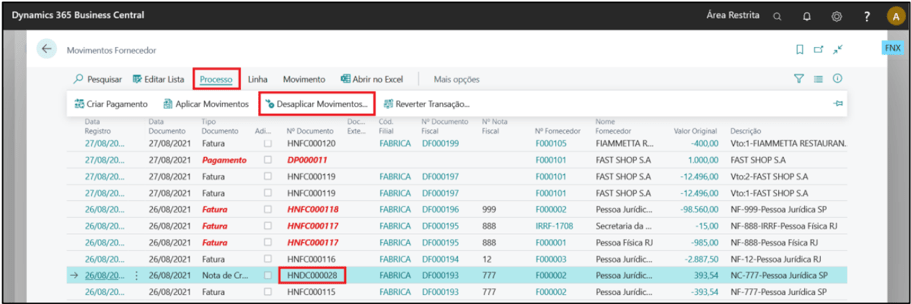 Dynamics 365 Business Central
Área Restrita
?
A
FNX
Movimentos Fornecedor
Pesquisar Editar Lista Processo Linha Movimento Abrir no Excel Mais opções
Criar Pagamento Aplicar Movimentos Desaplicar Movimentos... Reverter Transação...
Data Registro Data Documento Tipo Documento Adi... Nº Documento Doc... Exte... Cód. Filial Nº Documento Fiscal Nº Nota Fiscal Nº Fornecedor Nome Fornecedor Valor Original Descrição
27/08/20... 27/08/2021 Fatura HNFC000120 FABRICA DF000199 F000105 FIAMMETTA R... -400,00 Vto:1-FIAMMETTA RESTAURAN.
27/08/20... 27/08/2021 Pagamento DP000011 F000101 FAST SHOP S.A 1.000,00 FAST SHOP S.A
27/08/20... 27/08/2021 Fatura HNFC000119 FABRICA DF000197 F000101 FAST SHOP S.A -12.496,00 Vto:2-FAST SHOP S.A
27/08/20... 27/08/2021 Fatura HNFC000119 FABRICA DF000197 F000101 FAST SHOP S.A -12.496,00 Vto:1-FAST SHOP S.A
26/08/20... 26/08/2021 Fatura HNFC000118 FABRICA DF000196 999 F000002 Pessoa Jurídic... -98.560,00 NF-999-Pessoa Jurídica SP
26/08/20... 26/08/2021 Fatura HNFC000117 FABRICA DF000195 888 IRRF-1708 Secretaria da ... -15,00 NF-888-IRRF-Pessoa Física RJ
26/08/20... 26/08/2021 Fatura HNFC000117 FABRICA DF000195 888 F000001 Pessoa Física RJ -985,00 NF-888-Pessoa Física RJ
26/08/20... 26/08/2021 Fatura HNFC000116 FABRICA DF000194 12 F000003 Pessoa Jurídic... -2.887,50 NF-12-Pessoa Jurídica RJ
26/08/20... 26/08/2021 Nota de Cr... HNDC000028 FABRICA DF000193 777 F000002 Pessoa Jurídic... 393,54 NC-777-Pessoa Jurídica SP
26/08/20... 26/08/2021 Fatura HNFC000115 FABRICA DF000193 777 F000002 Pessoa Jurídic... -393,54 NF-777-Pessoa Jurídica SP